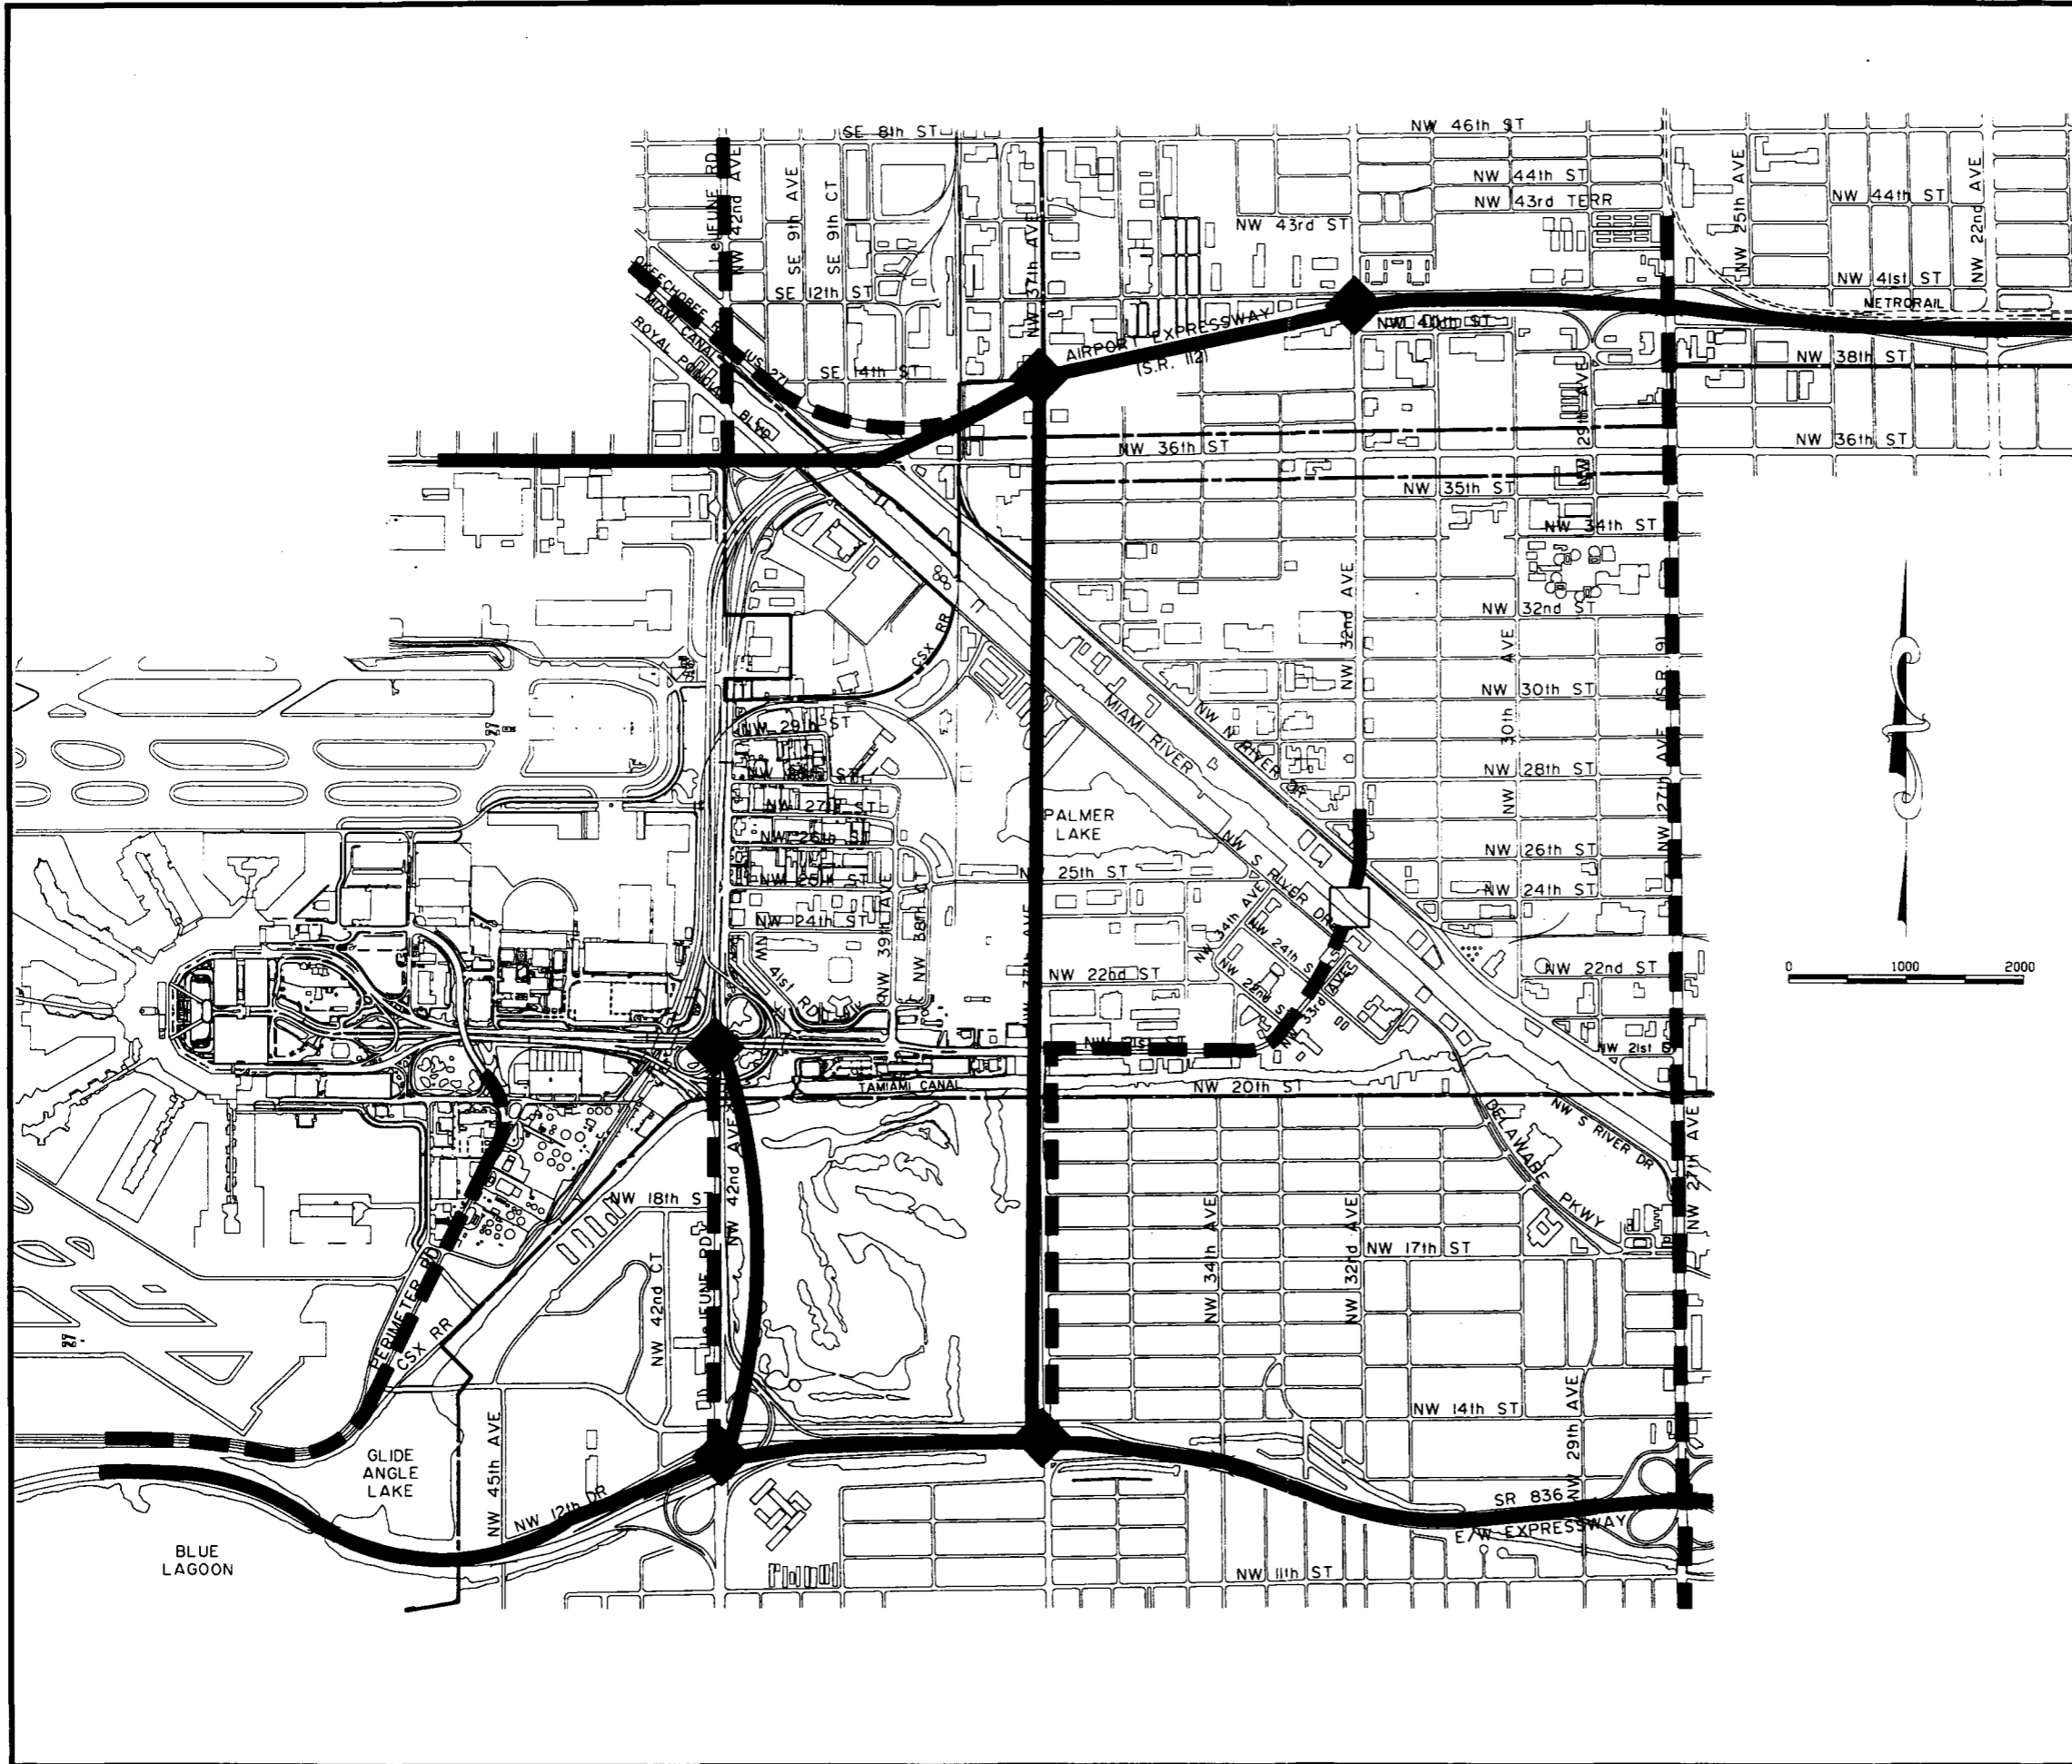 SE 8th ST
NW 46th ST
LeJEUNE RD
NW 42nd AVE
SE 9th AVE
SE 9th CT
NW 37th AVE
NW 44th ST
NW 43rd TERR
NW 43rd ST
NW 25th AVE
NW 44th ST
NW 22nd AVE
NW 41st ST
METRORAIL
OKEECHOBEE
(US 27)
MIAMI CANAL
ROYAL
BLVD
SE 12th ST
SE 14th ST
AIRPORT EXPRESSWAY
(S.R. 112)
NW 40th ST
NW 38th ST
NW 29th AVE
NW 36th ST
NW 36th ST
NW 35th ST
NW 34th ST
NW 32nd AVE
NW 32nd ST
CSX RR
NW 30th AVE
NW 30th ST
NW 27th AVE
MIAMI RIVER
NW N RIVER DR
NW 29th ST
NW 28th ST
NW 27th ST
PALMER
LAKE
NW 26th ST
NW 26th ST
NW S RIVER DR
NW 25th ST
NW 25th ST
NW 24th ST
NW 24th ST
NW 39th AVE
NW 38th
NW 34th AVE
NW 24th S
NW 41st RD
NW 22nd ST
NW 22nd S
NW 33rd AVE
NW 22nd ST
0 1000 2000
NW 21st ST
NW 21st
TAMIAMI CANAL
NW 20th ST
DELAWARE PKWY
NW S RIVER DR
NW 27th AVE
NW 42nd AVE
LeJEUNE RD
NW 18th ST
NW 42nd CT
NW 34th AVE
NW 32nd AVE
NW 17th ST
PERIMETER RD
CSX RR
NW 14th ST
NW 29th AVE
GLIDE
ANGLE
LAKE
NW 45th AVE
NW 12th DR
SR 836
E/W EXPRESSWAY
BLUE
LAGOON
NW 11th ST